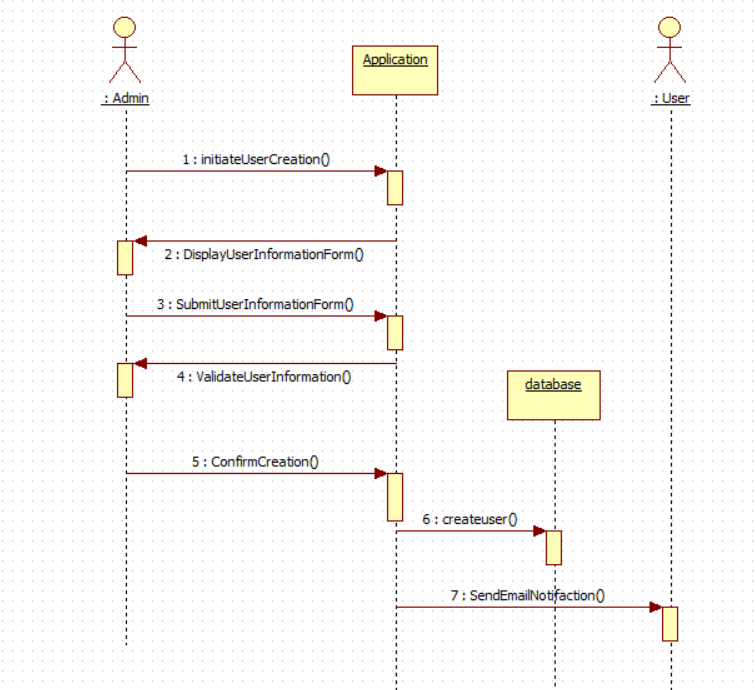 Application
: Admin
: User
1 : initiateUserCreation()
2 : DisplayUserInformationForm()
3 : SubmitUserInformationForm()
4 : ValidateUserInformation()
database
5 : ConfirmCreation()
6 : createuser()
7 : SendEmailNotifaction()